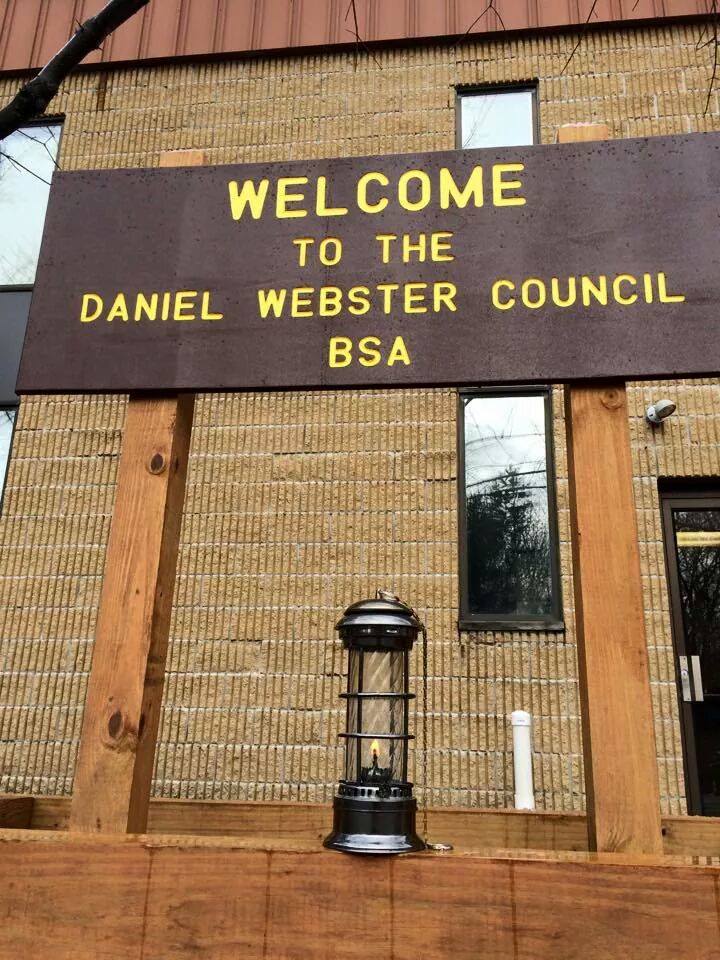 WELCOME
TO THE
DANIEL WEBSTER COUNCIL
BSA